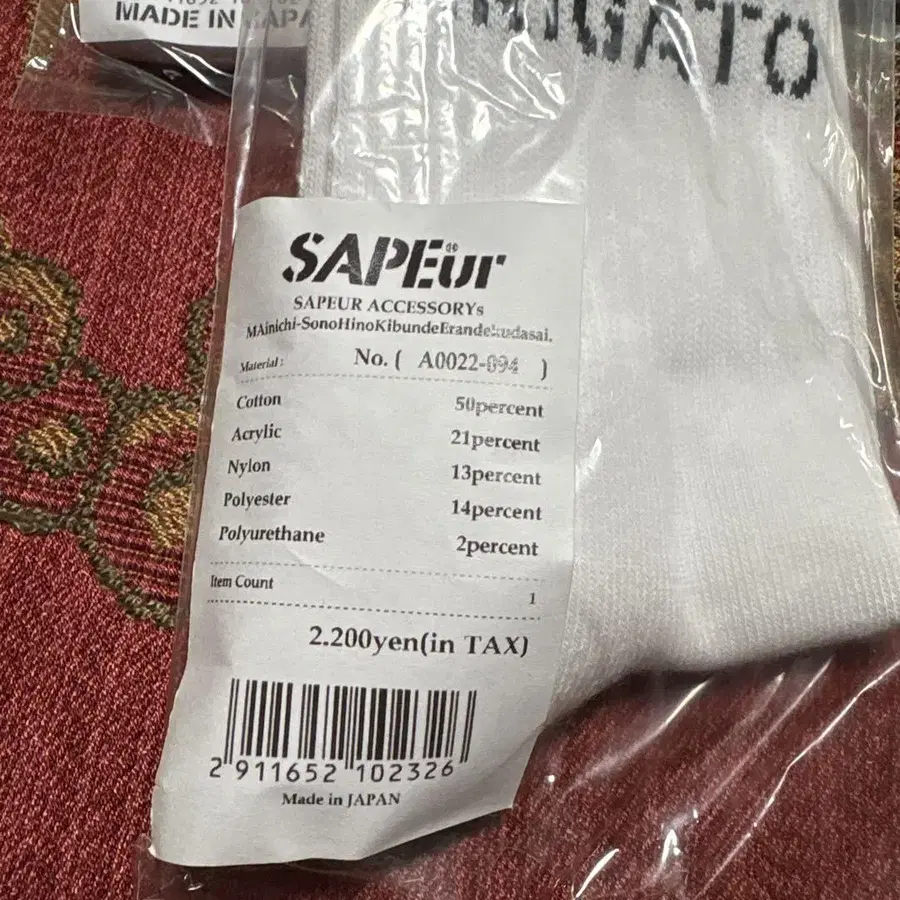 MADE IN JAPA
MIGATO
SAPEur
SAPEUR ACCESSORYs
MAinichi-SonoHinoKibundeErandekudasai.
Material: No. ( A0022-094 )
Cotton 50percent
Acrylic 21percent
Nylon 13percent
Polyester 14percent
Polyurethane 2percent
Item Count 1
2.200yen(in TAX)
2 911652 102326
Made in JAPAN